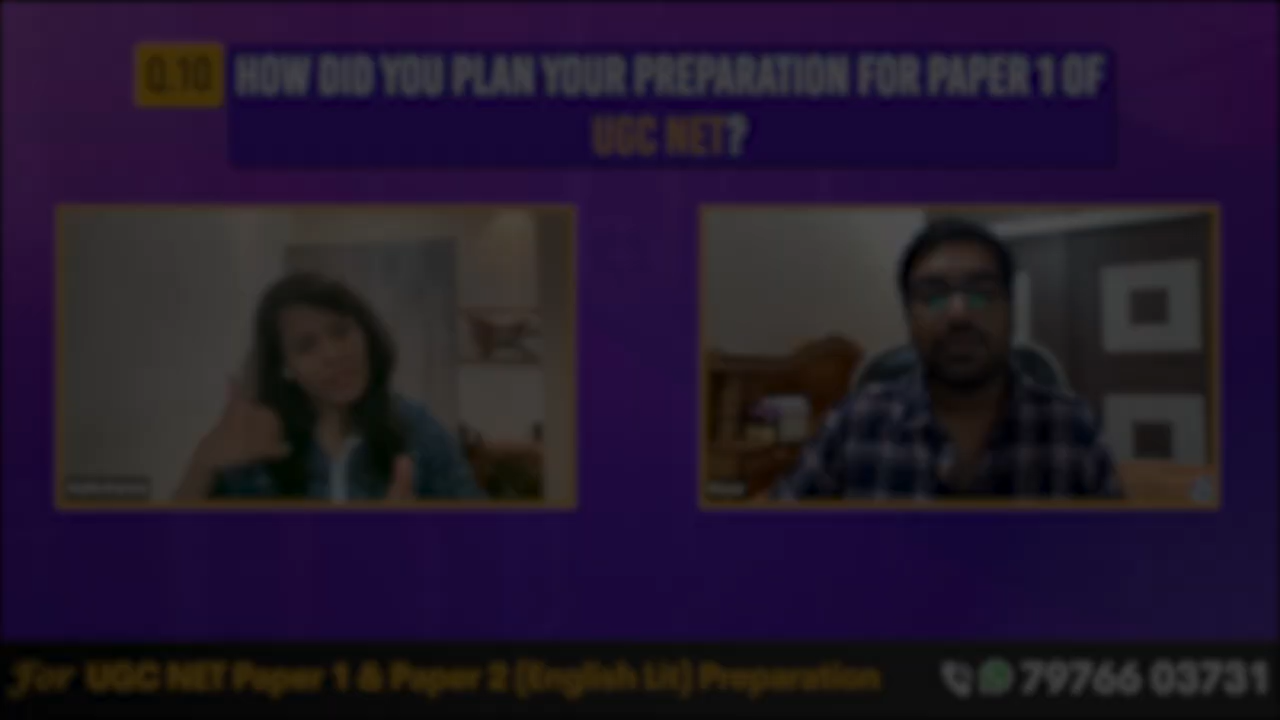 Q.10 HOW DID YOU PLAN YOUR PREPARATION FOR PAPER 1 OF
UGC NET?
for UGC NET Paper 1 & Paper 2 (English Lit) Preparation
79766 03731